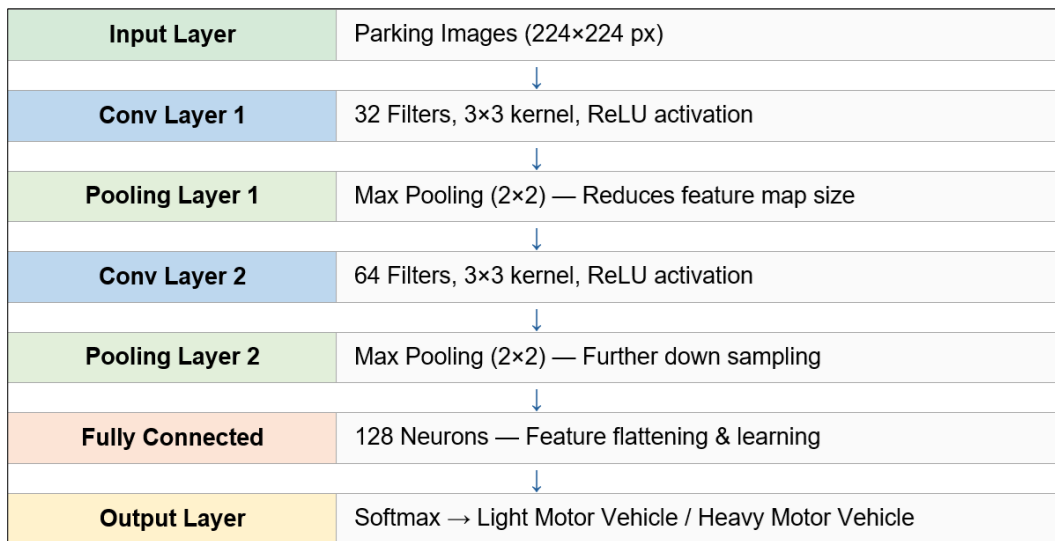 Input Layer Parking Images (224×224 px)
↓
Conv Layer 1 32 Filters, 3×3 kernel, ReLU activation
↓
Pooling Layer 1 Max Pooling (2×2) — Reduces feature map size
↓
Conv Layer 2 64 Filters, 3×3 kernel, ReLU activation
↓
Pooling Layer 2 Max Pooling (2×2) — Further down sampling
↓
Fully Connected 128 Neurons — Feature flattening & learning
↓
Output Layer Softmax → Light Motor Vehicle / Heavy Motor Vehicle